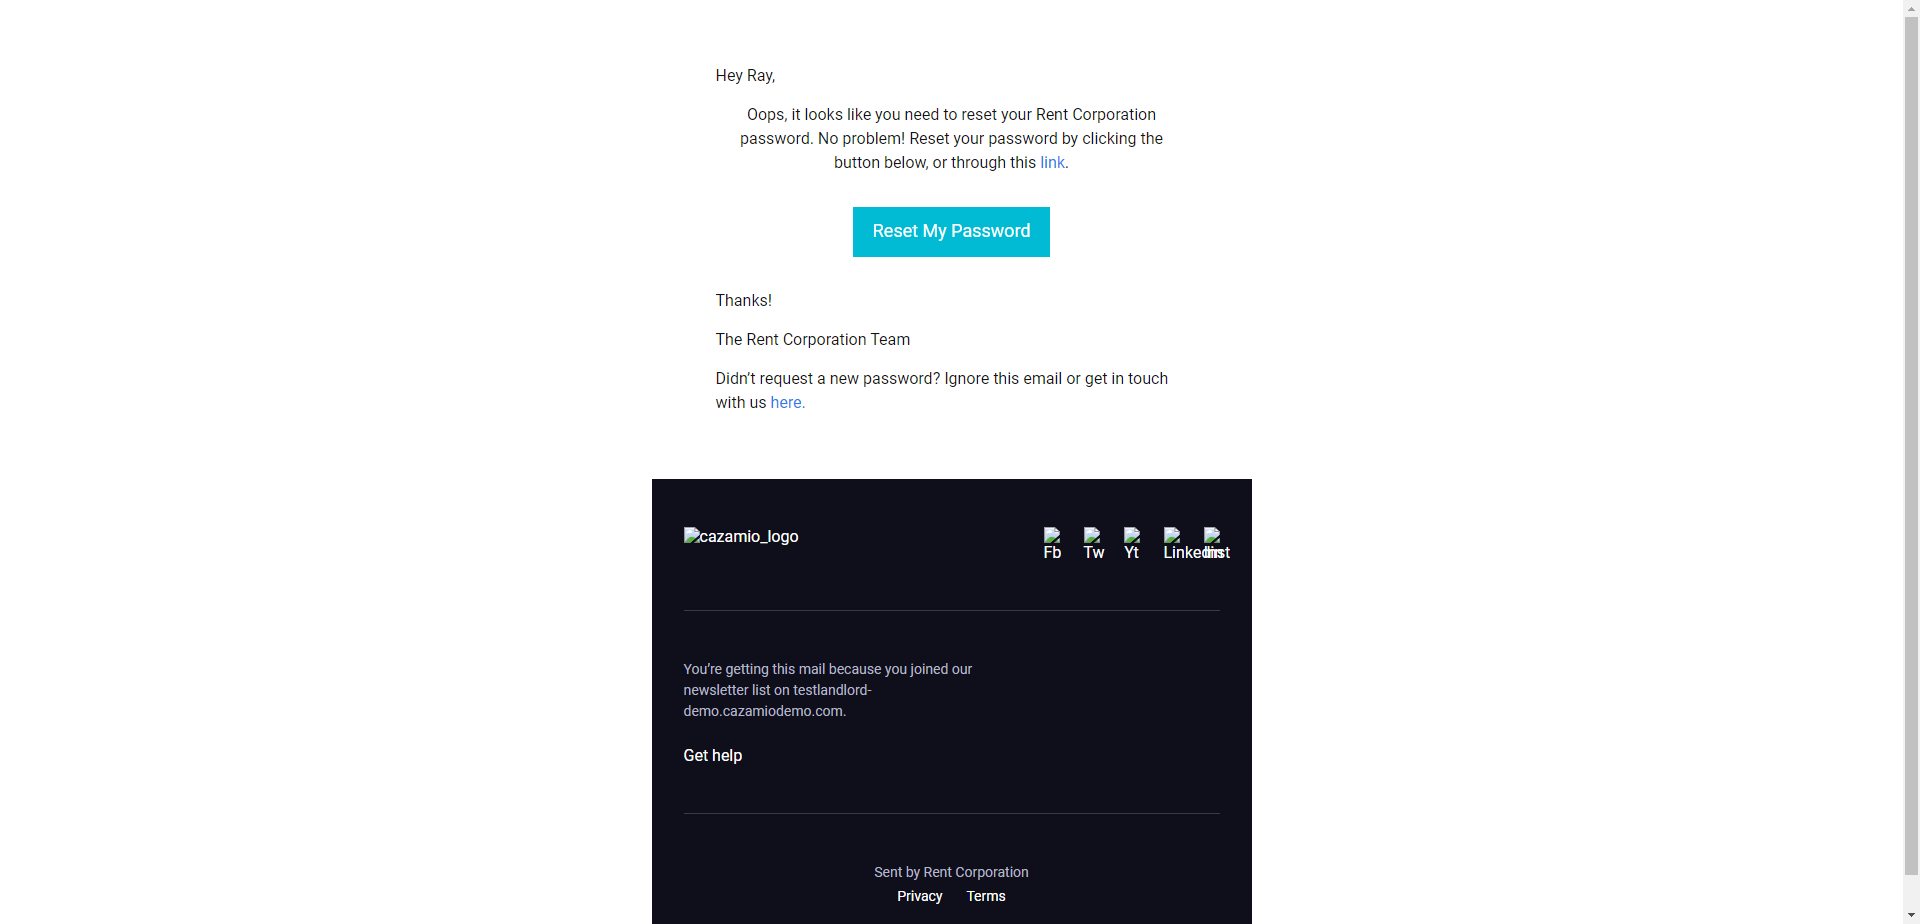 Hey Ray,
Oops, it looks like you need to reset your Rent Corporation
password. No problem! Reset your password by clicking the
button below, or through this link.
Reset My Password
Thanks!
The Rent Corporation Team
Didn’t request a new password? Ignore this email or get in touch
with us here.
cazamio_logo
Fb Tw Yt Linkedin Inst
You’re getting this mail because you joined our
newsletter list on testlandlord-
demo.cazamiodemo.com.
Get help
Sent by Rent Corporation
Privacy Terms